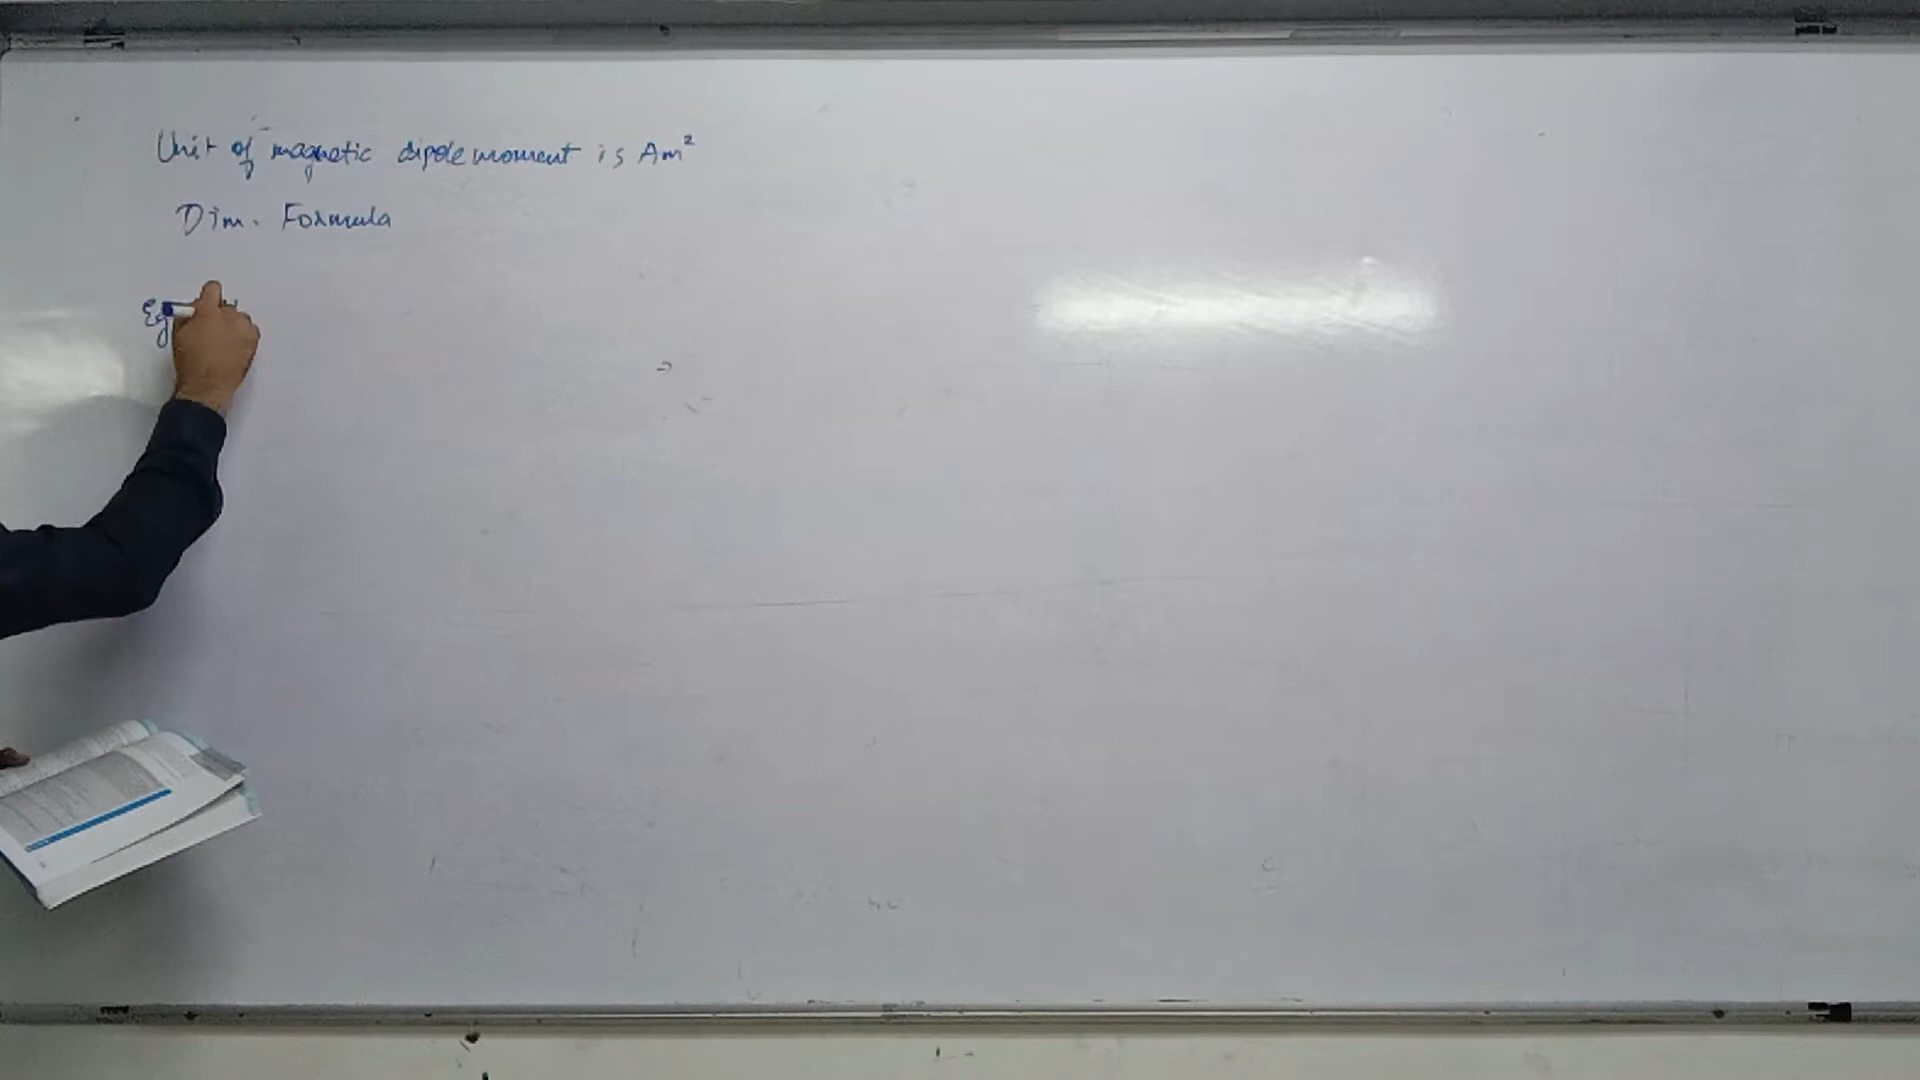 Unit of magnetic dipole moment is Am²
Dim. Formula
Eg